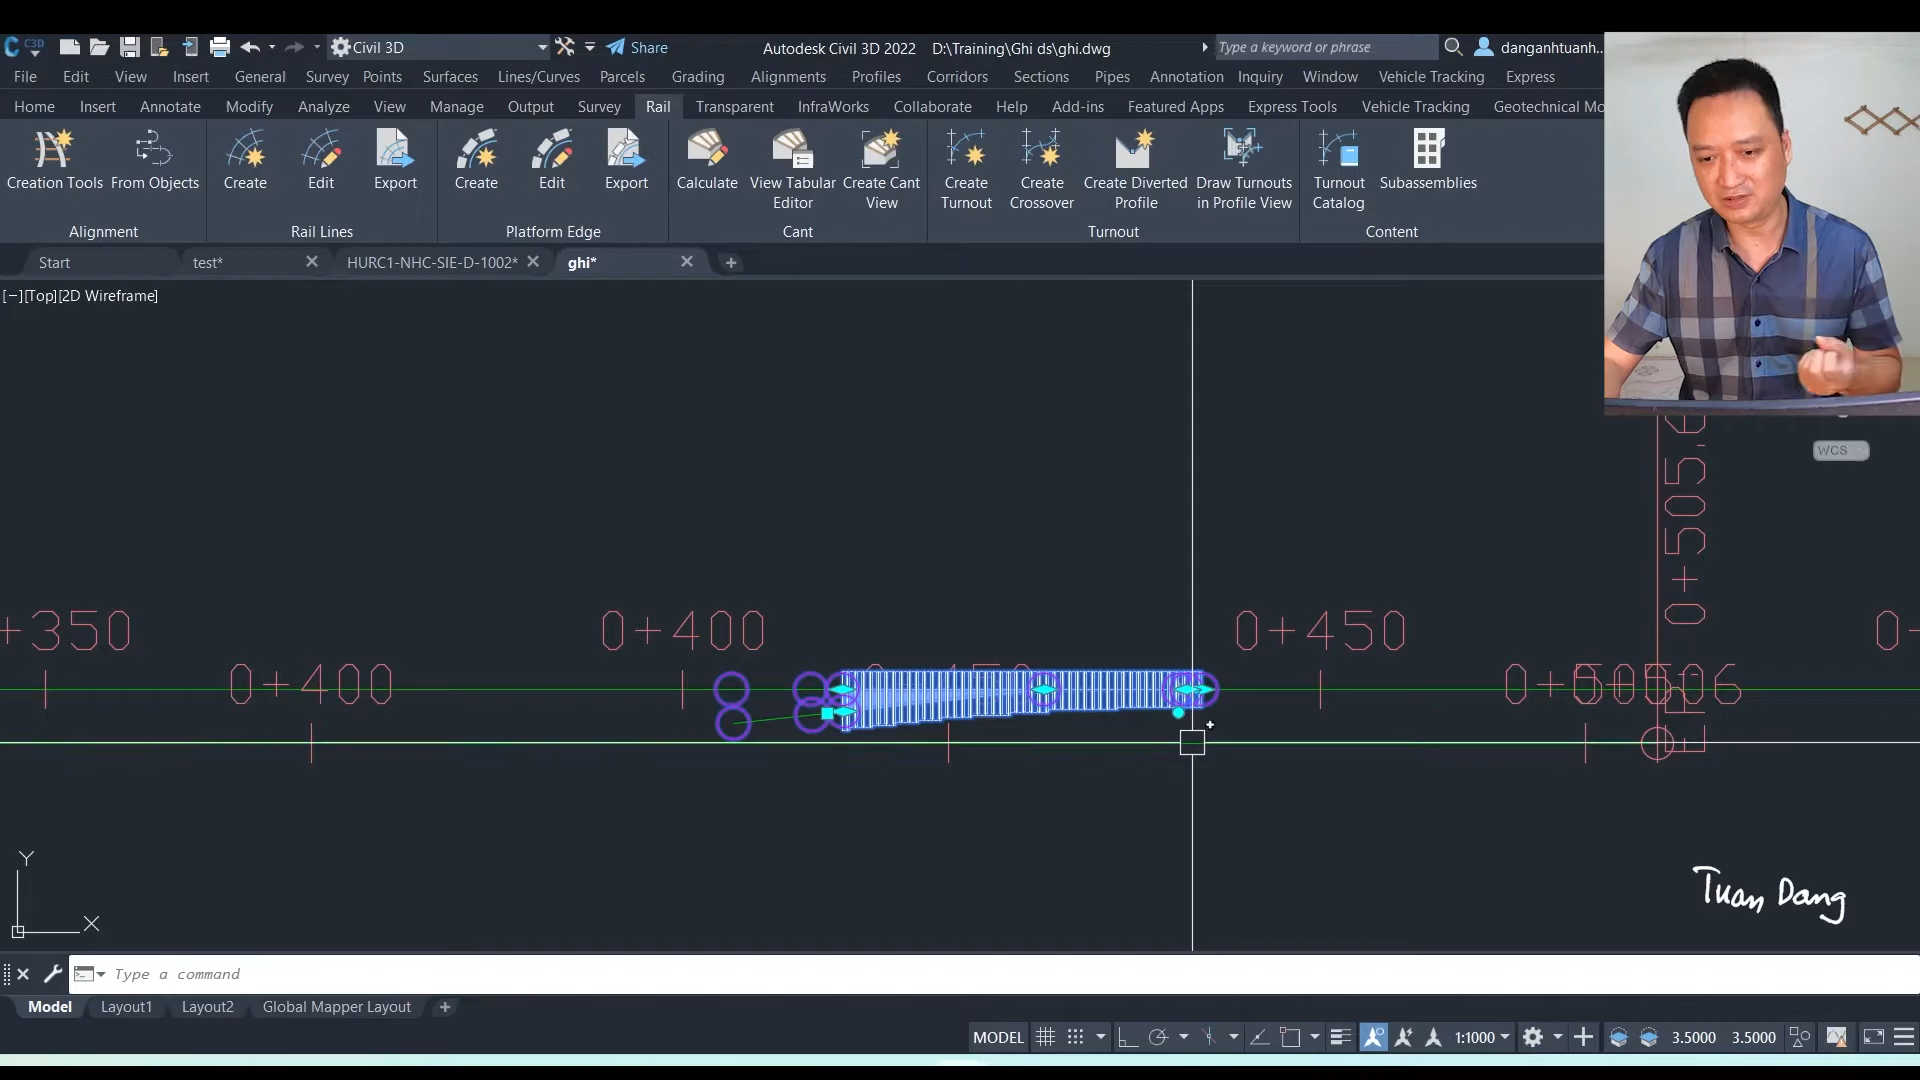 C3D Civil 3D Share Autodesk Civil 3D 2022 D:\Training\Ghi ds\ghi.dwg Type a keyword or phrase danganhtuanh...
File Edit View Insert General Survey Points Surfaces Lines/Curves Parcels Grading Alignments Profiles Corridors Sections Pipes Annotation Inquiry Window Vehicle Tracking Express
Home Insert Annotate Modify Analyze View Manage Output Survey Rail Transparent InfraWorks Collaborate Help Add-ins Featured Apps Express Tools Vehicle Tracking Geotechnical Mo
Creation Tools From Objects Create Edit Export Create Edit Export Calculate View Tabular Editor Create Cant View Create Turnout Create Crossover Create Diverted Profile Draw Turnouts in Profile View Turnout Catalog Subassemblies
Alignment Rail Lines Platform Edge Cant Turnout Content
Start test* HURC1-NHC-SIE-D-1002* ghi*
[−][Top][2D Wireframe]
WCS
+350 0+400 0+450
0+400
0+505.
Y
X
Tuan Dang
Type a command
Model Layout1 Layout2 Global Mapper Layout
MODEL 1:1000 3.5000 3.5000